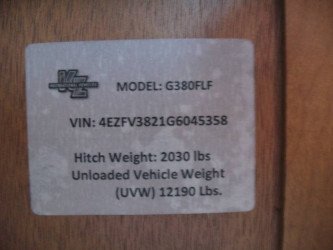 MODEL: G380FLF
VIN: 4EZFV3821G6045358
Hitch Weight: 2030 lbs
Unloaded Vehicle Weight
(UVW) 12190 Lbs.